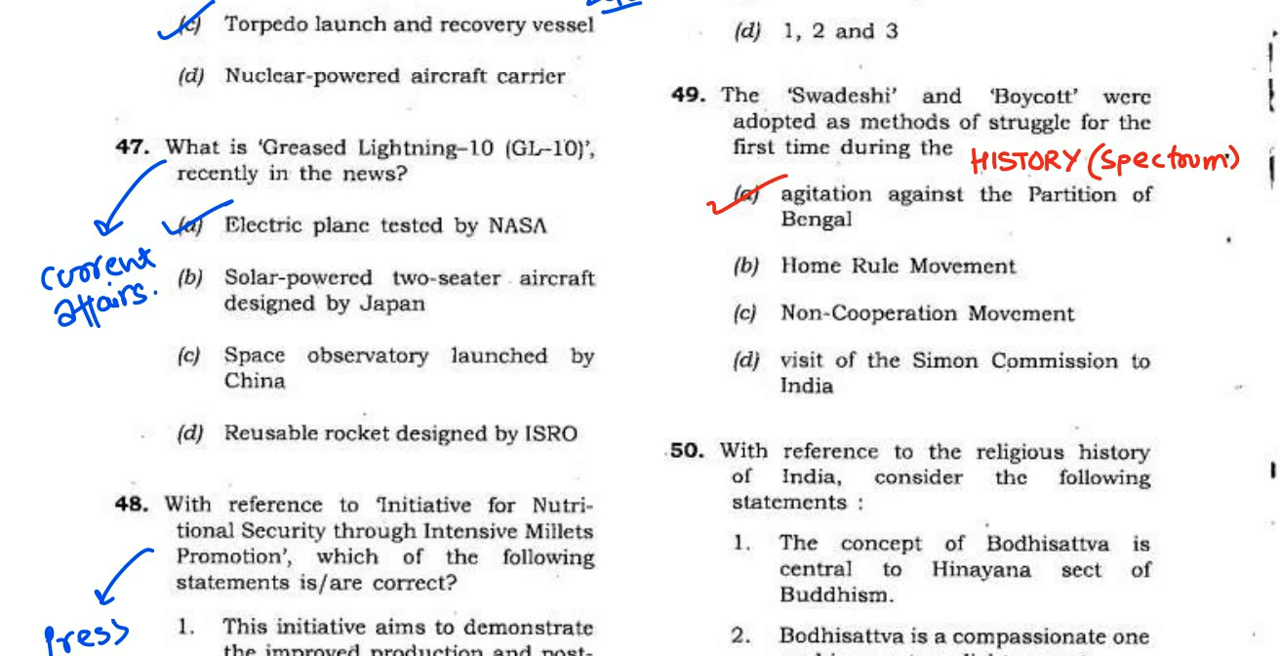 (c) Torpedo launch and recovery vessel
(d) Nuclear-powered aircraft carrier
47. What is 'Greased Lightning-10 (GL-10)',
recently in the news?
current
affairs.
(a) Electric plane tested by NASA
(b) Solar-powered two-seater aircraft
designed by Japan
(c) Space observatory launched by
China
(d) Reusable rocket designed by ISRO
48. With reference to 'Initiative for Nutri-
tional Security through Intensive Millets
Promotion', which of the following
statements is/are correct?
Press
1. This initiative aims to demonstrate
the improved production and post-
(d) 1, 2 and 3
49. The 'Swadeshi' and 'Boycott' were
adopted as methods of struggle for the
first time during the
HISTORY (Spectrum)
(a) agitation against the Partition of
Bengal
(b) Home Rule Movement
(c) Non-Cooperation Movement
(d) visit of the Simon Commission to
India
50. With reference to the religious history
of India, consider the following
statements :
1. The concept of Bodhisattva is
central to Hinayana sect of
Buddhism.
2. Bodhisattva is a compassionate one